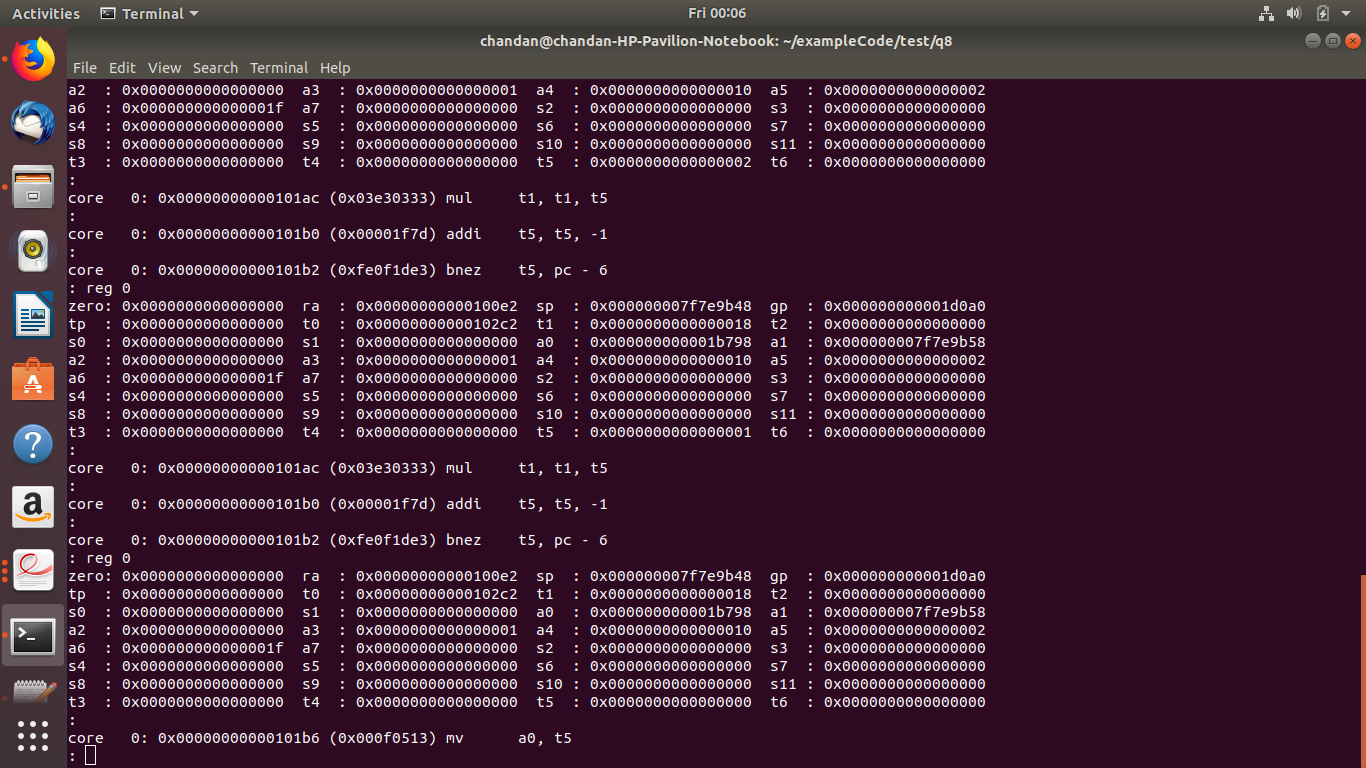 Activities Terminal Fri 00:06
chandan@chandan-HP-Pavilion-Notebook: ~/exampleCode/test/q8
File Edit View Search Terminal Help
a2  : 0x0000000000000000  a3  : 0x0000000000000001  a4  : 0x0000000000000010  a5  : 0x0000000000000002
a6  : 0x000000000000001f  a7  : 0x0000000000000000  s2  : 0x0000000000000000  s3  : 0x0000000000000000
s4  : 0x0000000000000000  s5  : 0x0000000000000000  s6  : 0x0000000000000000  s7  : 0x0000000000000000
s8  : 0x0000000000000000  s9  : 0x0000000000000000  s10 : 0x0000000000000000  s11 : 0x0000000000000000
t3  : 0x0000000000000000  t4  : 0x0000000000000000  t5  : 0x0000000000000002  t6  : 0x0000000000000000
:
core   0: 0x00000000000101ac (0x03e30333) mul     t1, t1, t5
:
core   0: 0x00000000000101b0 (0x00001f7d) addi    t5, t5, -1
:
core   0: 0x00000000000101b2 (0xfe0f1de3) bnez    t5, pc - 6
: reg 0
zero: 0x0000000000000000  ra  : 0x00000000000100e2  sp  : 0x000000007f7e9b48  gp  : 0x000000000001d0a0
tp  : 0x0000000000000000  t0  : 0x00000000000102c2  t1  : 0x0000000000000018  t2  : 0x0000000000000000
s0  : 0x0000000000000000  s1  : 0x0000000000000000  a0  : 0x000000000001b798  a1  : 0x000000007f7e9b58
a2  : 0x0000000000000000  a3  : 0x0000000000000001  a4  : 0x0000000000000010  a5  : 0x0000000000000002
a6  : 0x000000000000001f  a7  : 0x0000000000000000  s2  : 0x0000000000000000  s3  : 0x0000000000000000
s4  : 0x0000000000000000  s5  : 0x0000000000000000  s6  : 0x0000000000000000  s7  : 0x0000000000000000
s8  : 0x0000000000000000  s9  : 0x0000000000000000  s10 : 0x0000000000000000  s11 : 0x0000000000000000
t3  : 0x0000000000000000  t4  : 0x0000000000000000  t5  : 0x0000000000000001  t6  : 0x0000000000000000
:
core   0: 0x00000000000101ac (0x03e30333) mul     t1, t1, t5
:
core   0: 0x00000000000101b0 (0x00001f7d) addi    t5, t5, -1
:
core   0: 0x00000000000101b2 (0xfe0f1de3) bnez    t5, pc - 6
: reg 0
zero: 0x0000000000000000  ra  : 0x00000000000100e2  sp  : 0x000000007f7e9b48  gp  : 0x000000000001d0a0
tp  : 0x0000000000000000  t0  : 0x00000000000102c2  t1  : 0x0000000000000018  t2  : 0x0000000000000000
s0  : 0x0000000000000000  s1  : 0x0000000000000000  a0  : 0x000000000001b798  a1  : 0x000000007f7e9b58
a2  : 0x0000000000000000  a3  : 0x0000000000000001  a4  : 0x0000000000000010  a5  : 0x0000000000000002
a6  : 0x000000000000001f  a7  : 0x0000000000000000  s2  : 0x0000000000000000  s3  : 0x0000000000000000
s4  : 0x0000000000000000  s5  : 0x0000000000000000  s6  : 0x0000000000000000  s7  : 0x0000000000000000
s8  : 0x0000000000000000  s9  : 0x0000000000000000  s10 : 0x0000000000000000  s11 : 0x0000000000000000
t3  : 0x0000000000000000  t4  : 0x0000000000000000  t5  : 0x0000000000000000  t6  : 0x0000000000000000
:
core   0: 0x00000000000101b6 (0x000f0513) mv      a0, t5
: